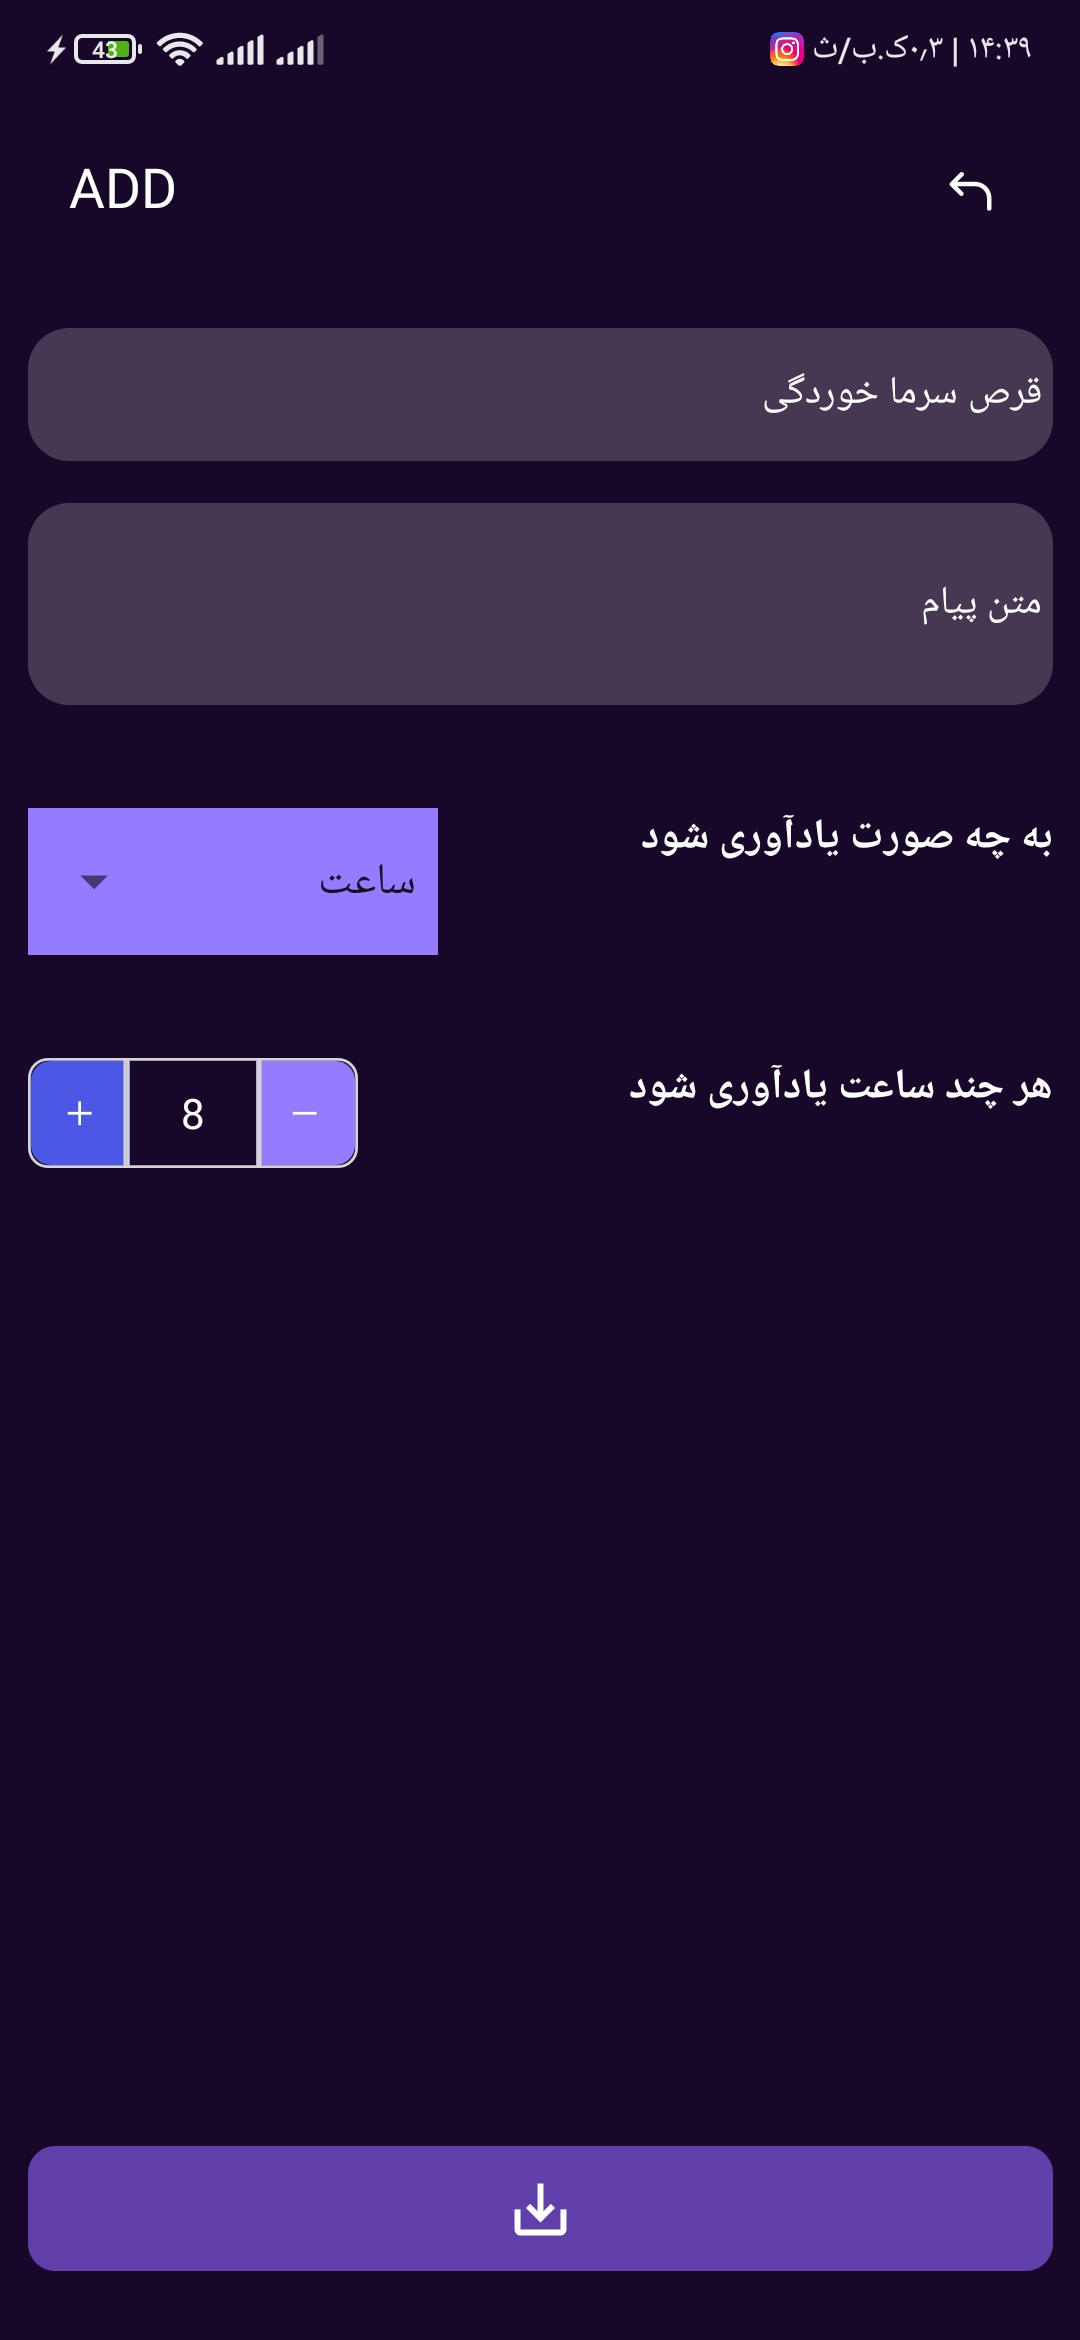 43
۱۴:۳۹ | ۰٫۳ک.ب/ث
ADD
قرص سرما خوردگی
متن پیام
به چه صورت یادآوری شود
ساعت
هر چند ساعت یادآوری شود
+ 8 −